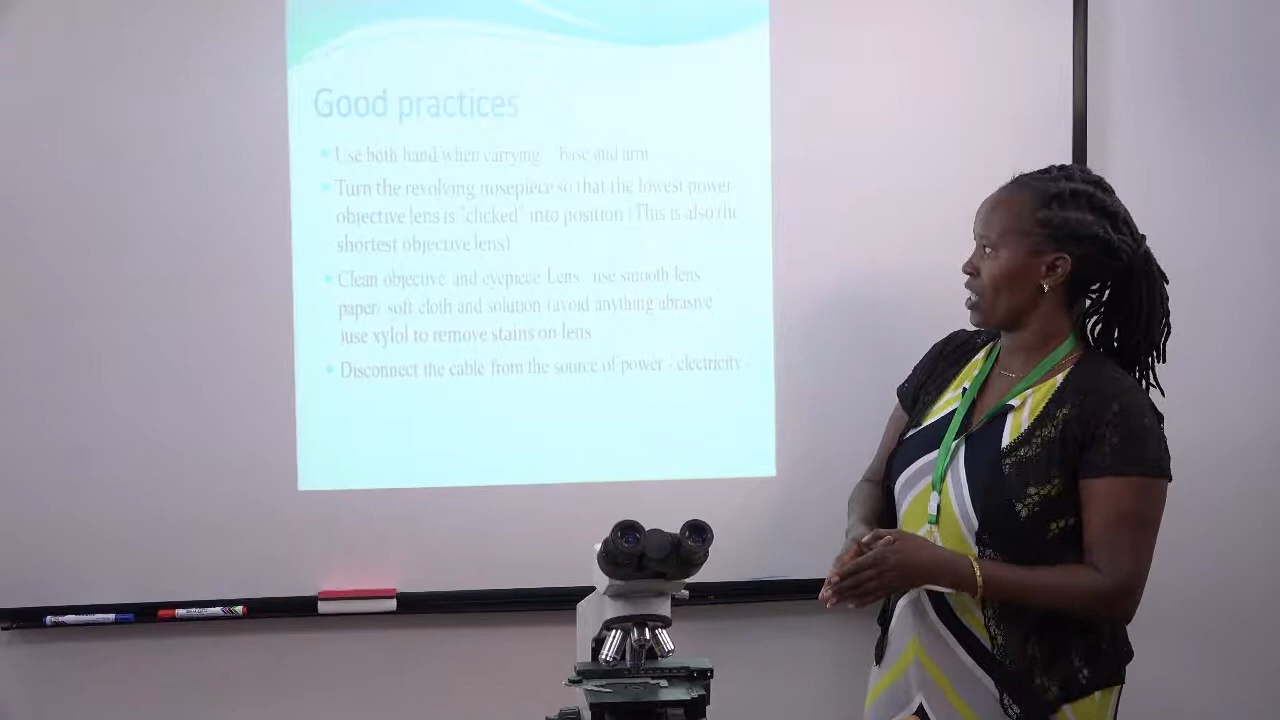 Good practices
Use both hand when carrying base and arm
Turn the revolving nosepiece so that the lowest power
objective lens is "clicked" into position (This is also the
shortest objective lens)
Clean objective and eyepiece Lens use smooth lens
paper/ soft cloth and solution (avoid anything abrasive
)use xylol to remove stains on lens
Disconnect the cable from the source of power - electricity